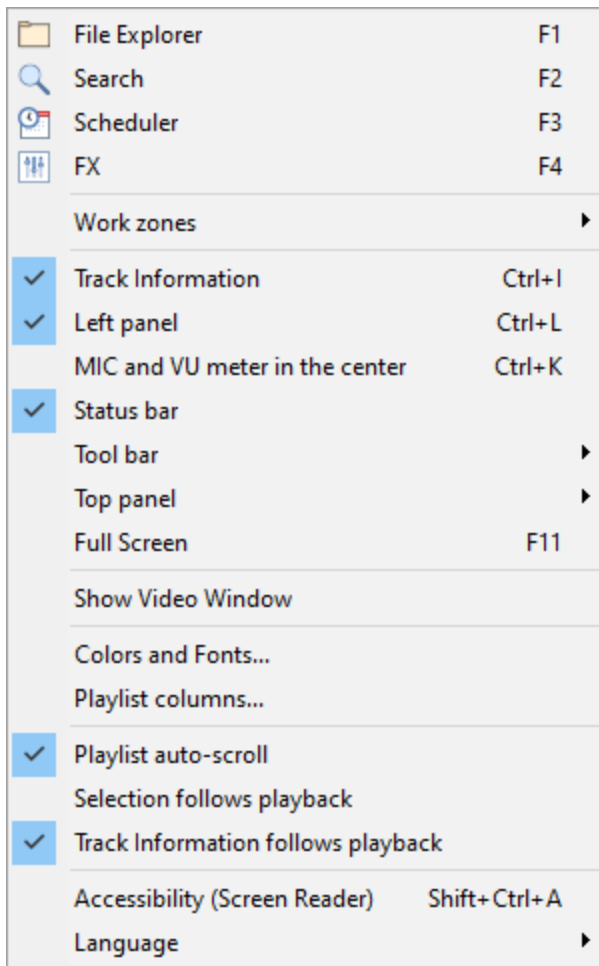 File Explorer F1
Search F2
Scheduler F3
FX F4
Work zones
Track Information Ctrl+I
Left panel Ctrl+L
MIC and VU meter in the center Ctrl+K
Status bar
Tool bar
Top panel
Full Screen F11
Show Video Window
Colors and Fonts...
Playlist columns...
Playlist auto-scroll
Selection follows playback
Track Information follows playback
Accessibility (Screen Reader) Shift+Ctrl+A
Language